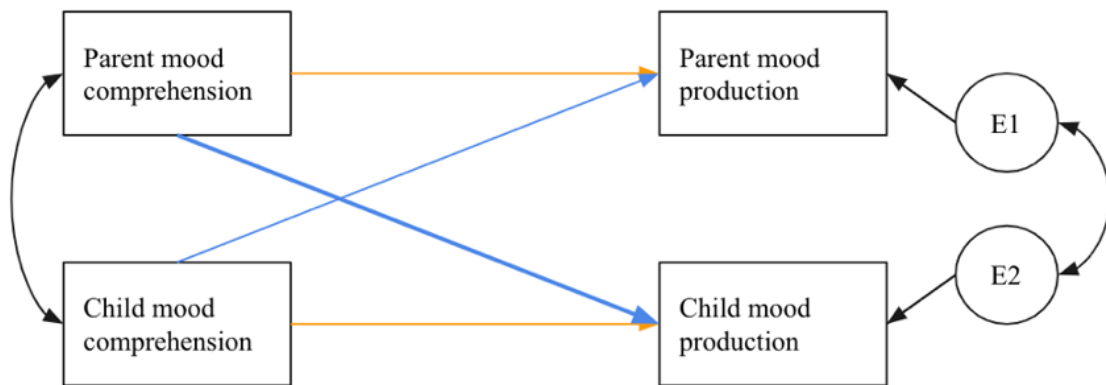 Parent mood
comprehension
Parent mood
production
E1
Child mood
comprehension
Child mood
production
E2